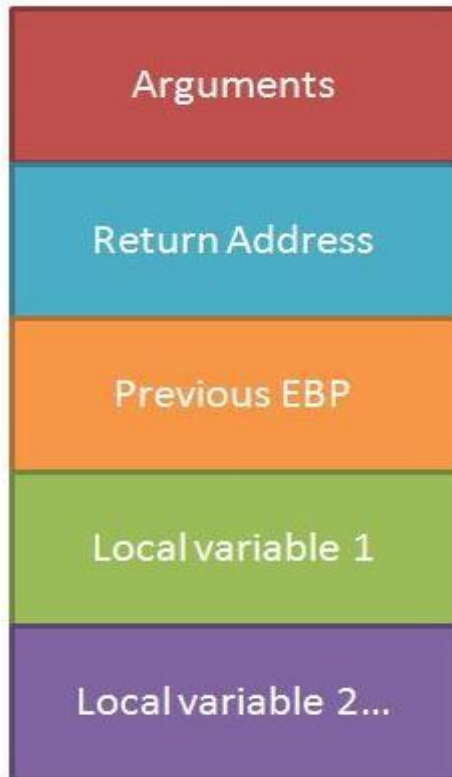 Arguments
Return Address
Previous EBP
Local variable 1
Local variable 2...